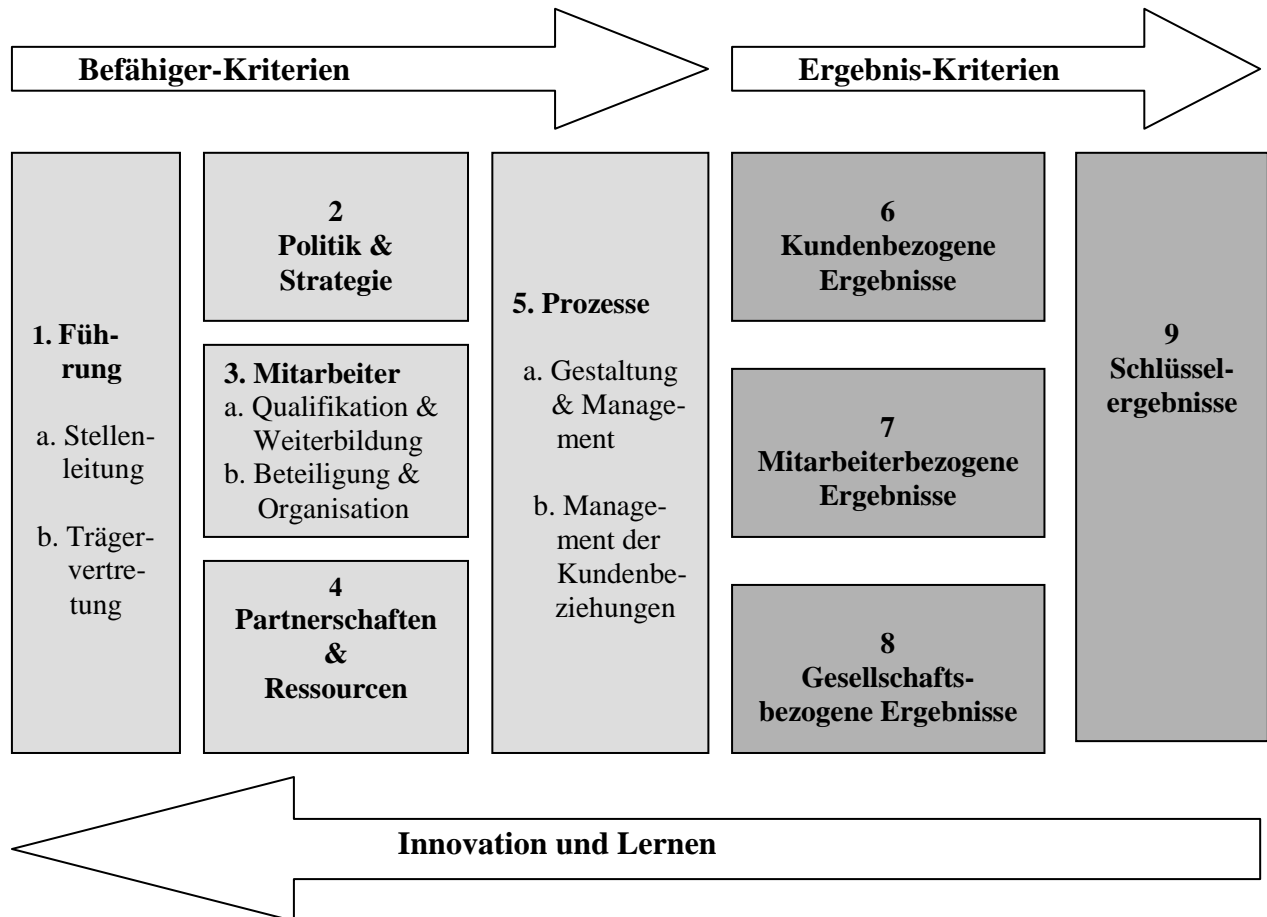 Befähiger-Kriterien
Ergebnis-Kriterien
1. Füh-
rung
a. Stellen-
leitung
b. Träger-
vertre-
tung
2
Politik &
Strategie
3. Mitarbeiter
a. Qualifikation &
Weiterbildung
b. Beteiligung &
Organisation
4
Partnerschaften
&
Ressourcen
5. Prozesse
a. Gestaltung
& Manage-
ment
b. Manage-
ment der
Kundenbe-
ziehungen
6
Kundenbezogene
Ergebnisse
7
Mitarbeiterbezogene
Ergebnisse
8
Gesellschafts-
bezogene Ergebnisse
9
Schlüssel-
ergebnisse
Innovation und Lernen